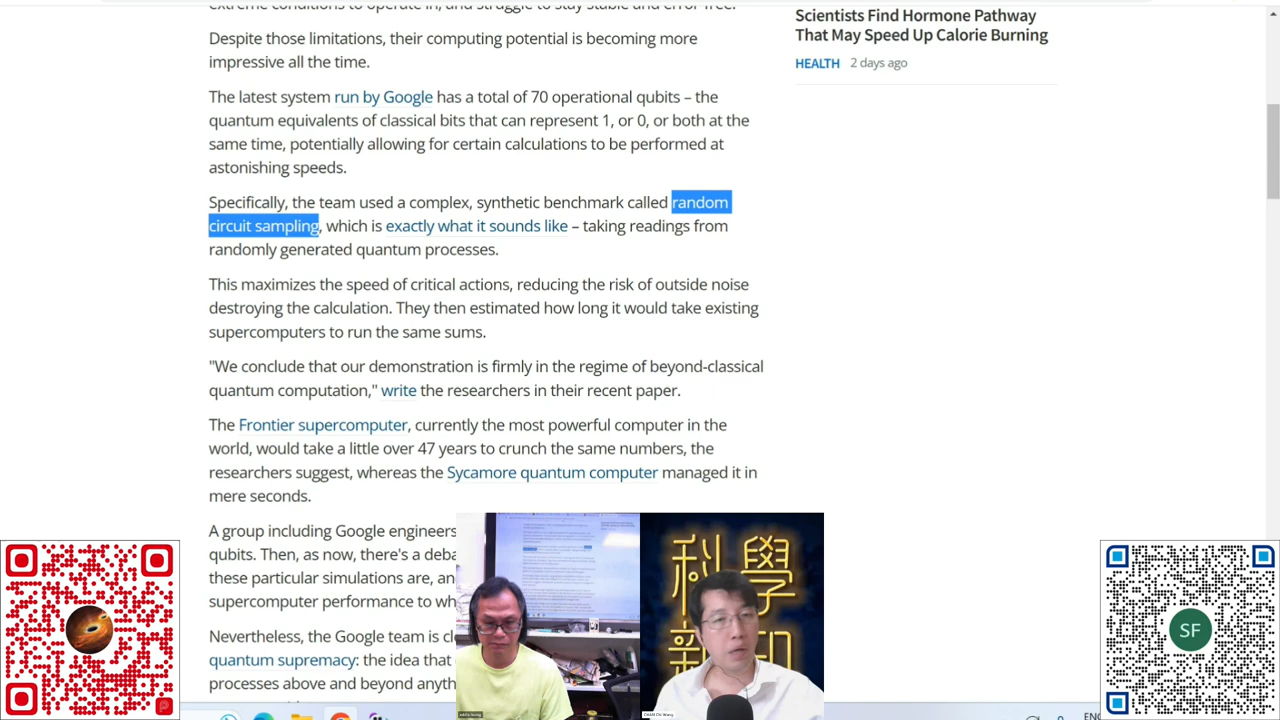 extreme conditions to operate in, and struggle to stay stable and error-free.
Despite those limitations, their computing potential is becoming more
impressive all the time.
The latest system run by Google has a total of 70 operational qubits – the
quantum equivalents of classical bits that can represent 1, or 0, or both at the
same time, potentially allowing for certain calculations to be performed at
astonishing speeds.
Specifically, the team used a complex, synthetic benchmark called random
circuit sampling, which is exactly what it sounds like – taking readings from
randomly generated quantum processes.
This maximizes the speed of critical actions, reducing the risk of outside noise
destroying the calculation. They then estimated how long it would take existing
supercomputers to run the same sums.
"We conclude that our demonstration is firmly in the regime of beyond-classical
quantum computation," write the researchers in their recent paper.
The Frontier supercomputer, currently the most powerful computer in the
world, would take a little over 47 years to crunch the same numbers, the
researchers suggest, whereas the Sycamore quantum computer managed it in
mere seconds.
A group including Google engineers
qubits. Then, as now, there's a deba
these particular simulations are, an
supercomputer performance to wh
Nevertheless, the Google team is cl
quantum supremacy: the idea that
processes above and beyond anyth
Scientists Find Hormone Pathway
That May Speed Up Calorie Burning
HEALTH 2 days ago
科學
新知
SF
ENG